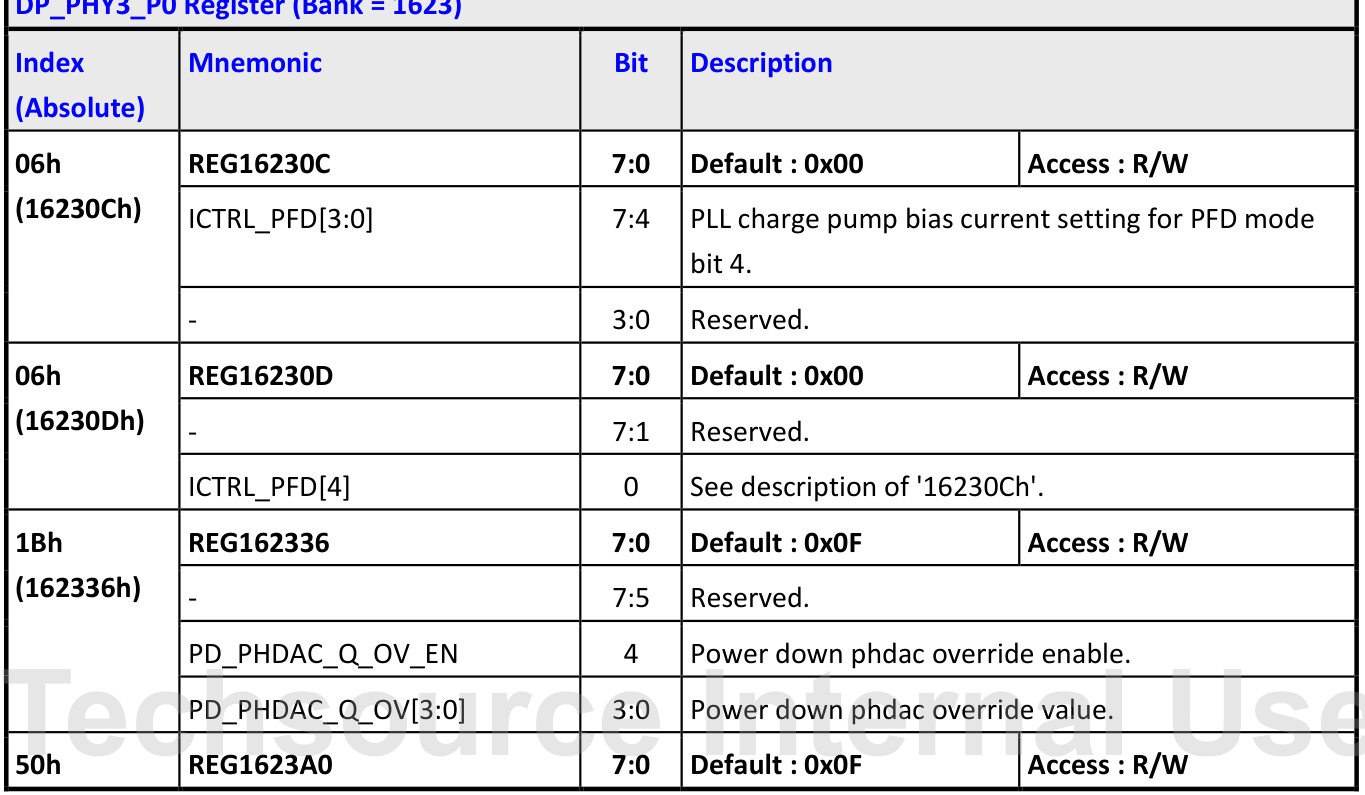 DP_PHY3_P0 Register (Bank = 1623)
Index (Absolute) Mnemonic Bit Description
06h (16230Ch) REG16230C 7:0 Default : 0x00 Access : R/W
ICTRL_PFD[3:0] 7:4 PLL charge pump bias current setting for PFD mode bit 4.
- 3:0 Reserved.
06h (16230Dh) REG16230D 7:0 Default : 0x00 Access : R/W
- 7:1 Reserved.
ICTRL_PFD[4] 0 See description of '16230Ch'.
1Bh (162336h) REG162336 7:0 Default : 0x0F Access : R/W
- 7:5 Reserved.
PD_PHDAC_Q_OV_EN 4 Power down phdac override enable.
PD_PHDAC_Q_OV[3:0] 3:0 Power down phdac override value.
50h REG1623A0 7:0 Default : 0x0F Access : R/W
Techsource Internal Use